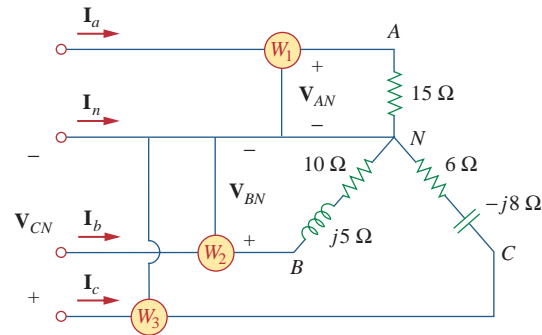 I_a
A
W_1
+
V_AN
15 Ω
I_n
−
N
−
−
10 Ω
6 Ω
V_BN
−j8 Ω
V_CN
I_b
W_2
+
j5 Ω
B
C
+
I_c
W_3